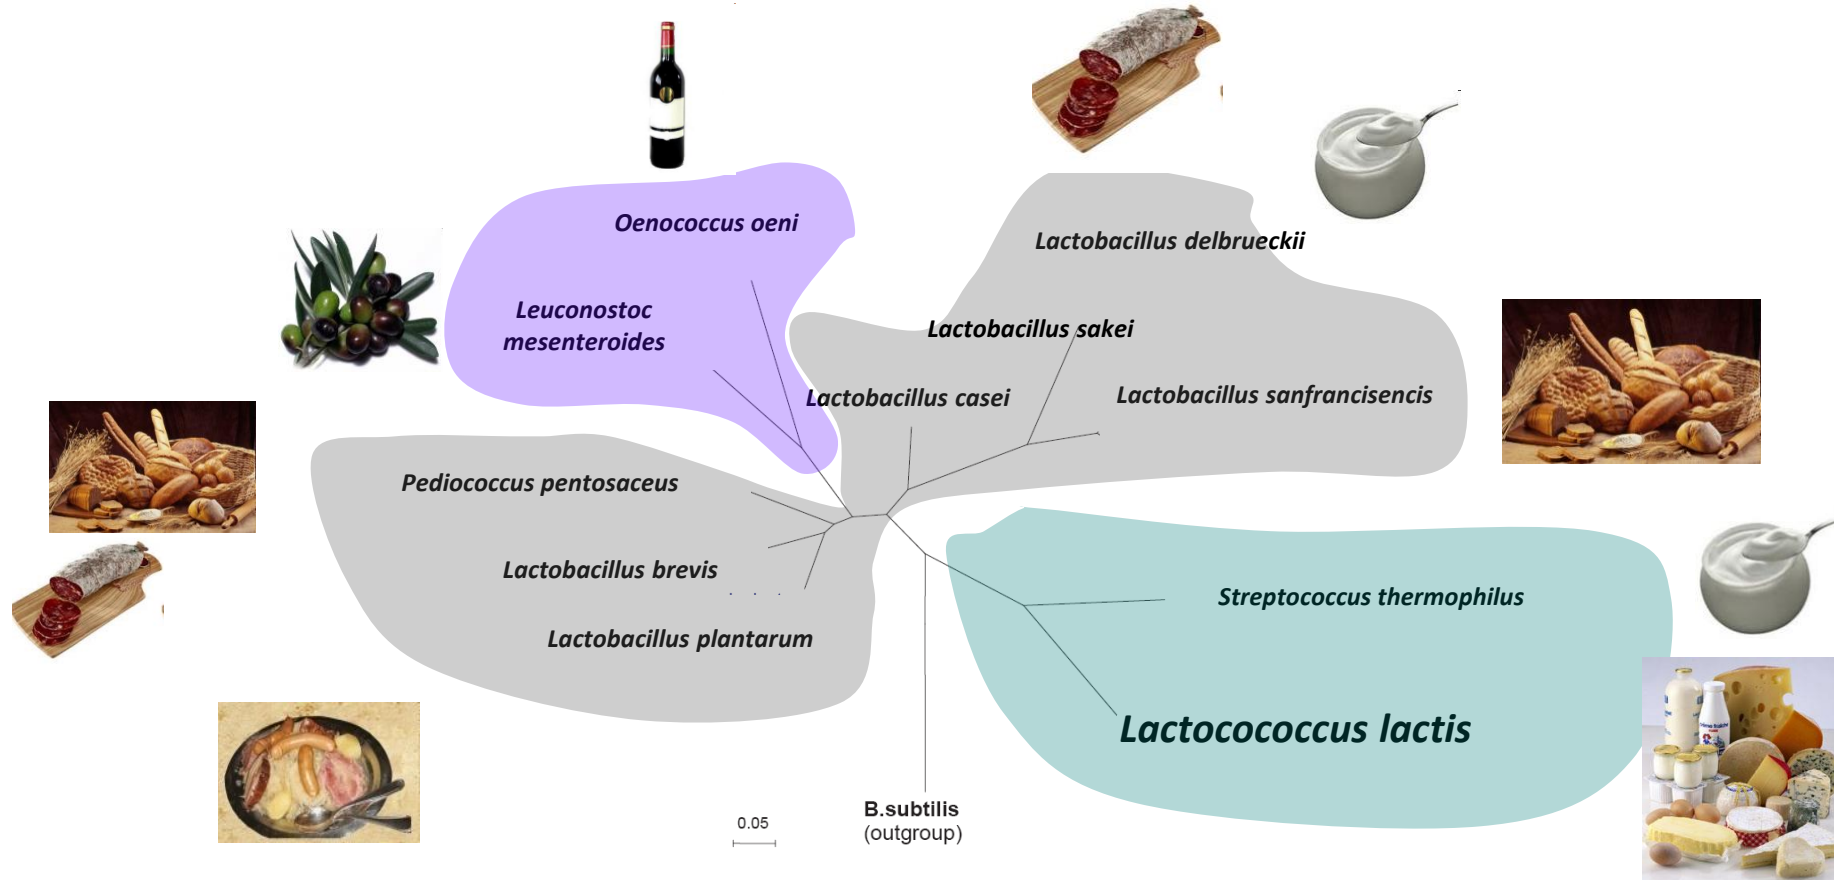 Oenococcus oeni
Lactobacillus delbrueckii
Leuconostoc
mesenteroides
Lactobacillus sakei
Lactobacillus casei
Lactobacillus sanfrancisencis
Pediococcus pentosaceus
Lactobacillus brevis
Streptococcus thermophilus
Lactobacillus plantarum
Lactocococcus lactis
B.subtilis
(outgroup)
0.05